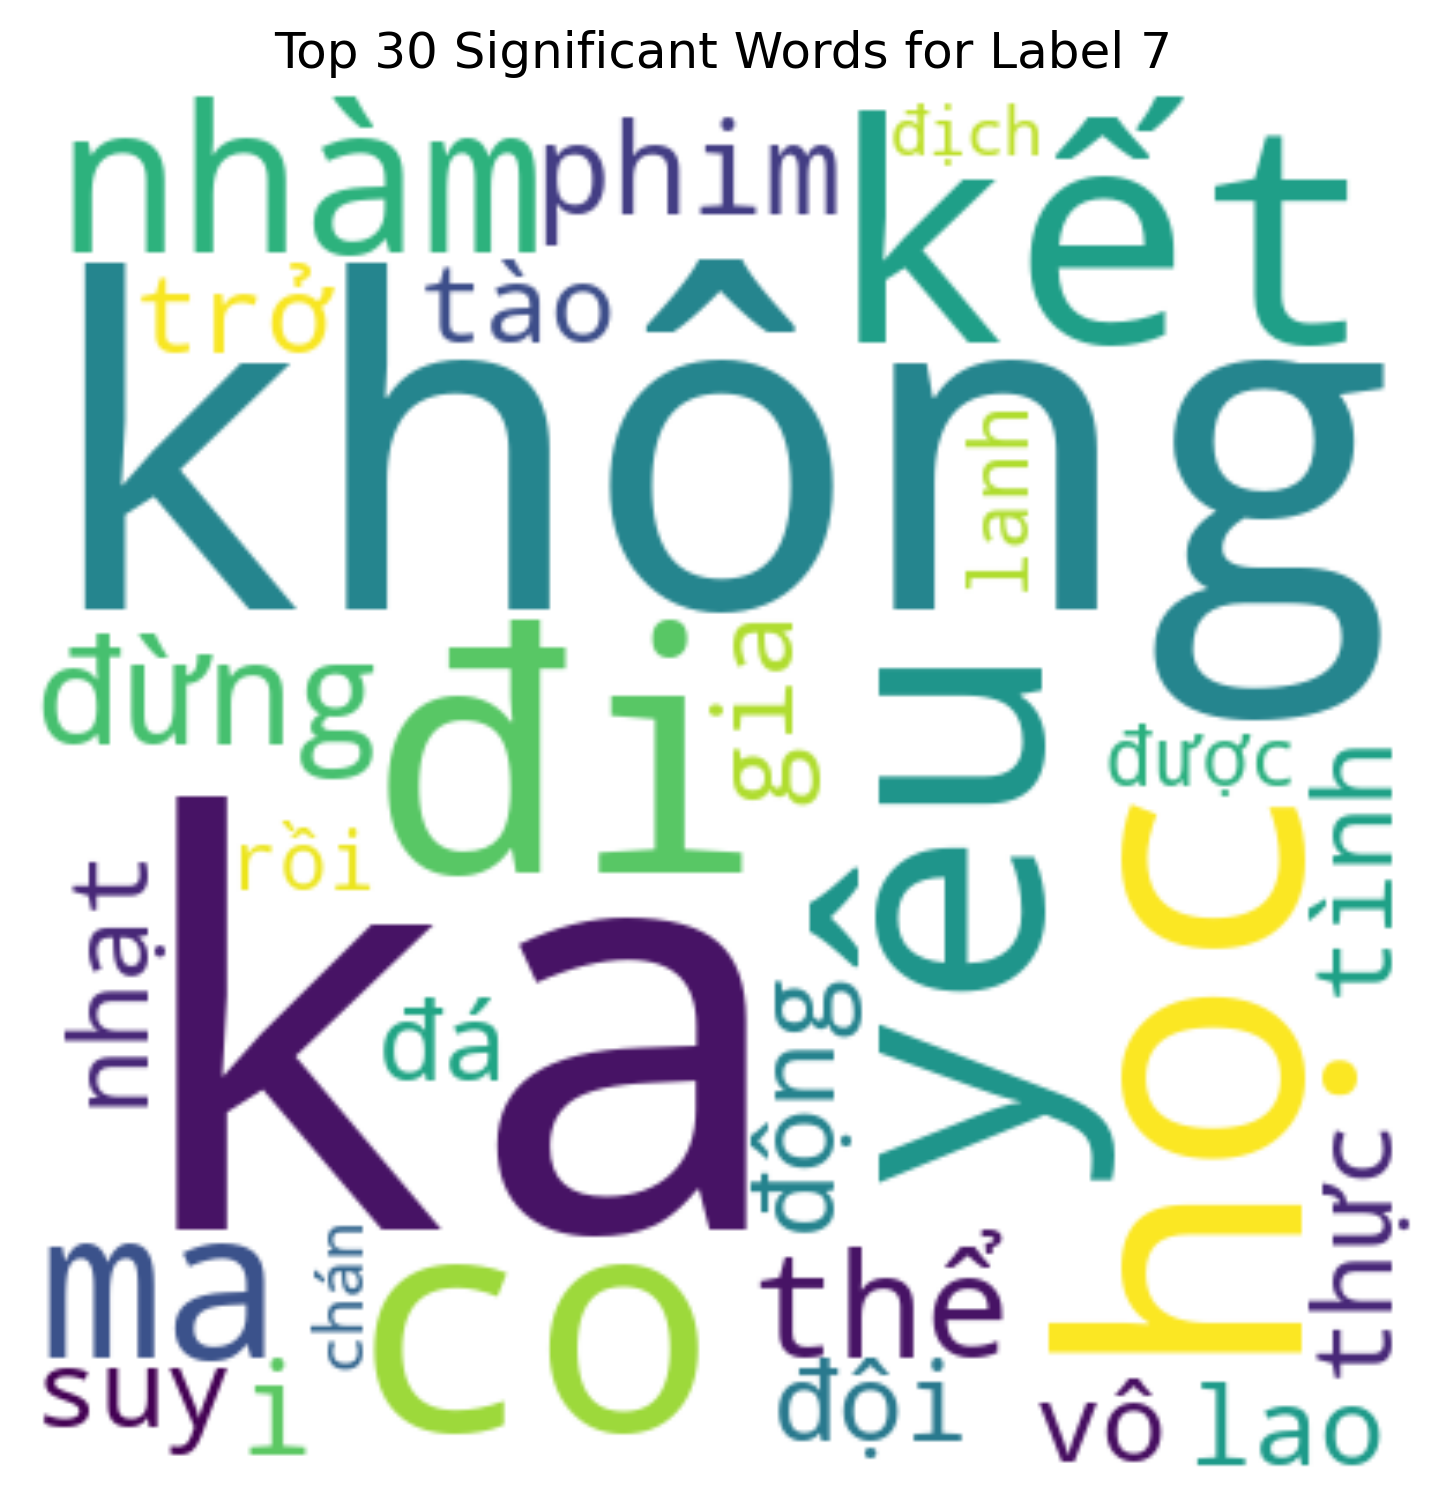 Top 30 Significant Words for Label 7
nhàm
phim
địch
kết
trở
tào
không
lanh
đừng
đi
gia
yêu
được
tình
rồi
nhạt
ka
đá
động
học
thực
ma
chán
co
thể
suy
i
đội
vô
lao